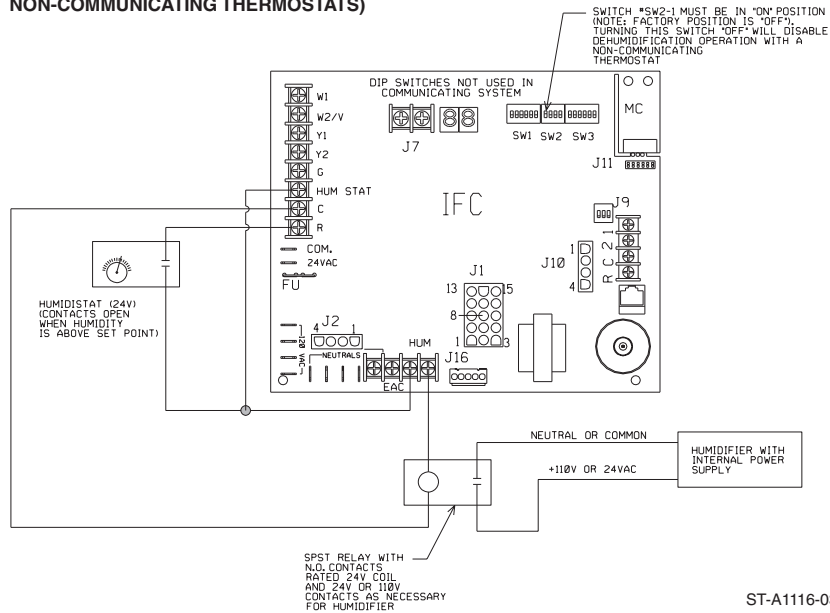 NON-COMMUNICATING THERMOSTATS)
SWITCH "SW2-1 MUST BE IN "ON" POSITION
(NOTE: FACTORY POSITION IS "OFF").
TURNING THIS SWITCH "OFF" WILL DISABLE
DEHUMIDIFICATION OPERATION WITH A
NON-COMMUNICATING
THERMOSTAT
DIP SWITCHES NOT USED IN
COMMUNICATING SYSTEM
W1
W2/V
Y1
Y2
G
HUM STAT
C
R
COM.
24VAC
FU
J7
88
SW1 SW2 SW3
MC
J11
IFC
J9
R C 2 1
J10
1
4
J1
13
15
8
1
3
J2
4
1
120 VAC
NEUTRALS
HUM
EAC
J16
HUMIDISTAT (24V)
(CONTACTS OPEN
WHEN HUMIDITY
IS ABOVE SET POINT)
NEUTRAL OR COMMON
+110V OR 24VAC
HUMIDIFIER WITH
INTERNAL POWER
SUPPLY
SPST RELAY WITH
N.O. CONTACTS
RATED 24V COIL
AND 24V OR 110V
CONTACTS AS NECESSARY
FOR HUMIDIFIER